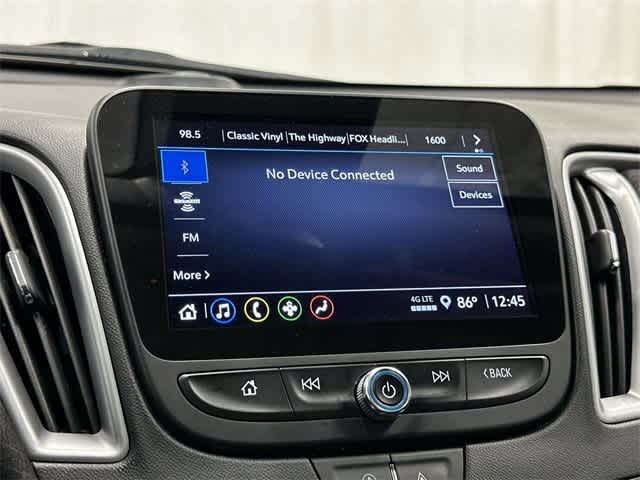 98.5 Classic Vinyl The Highway FOX Headli... 1600
No Device Connected
Sound
Devices
FM
More
4G LTE 86° 12:45
BACK